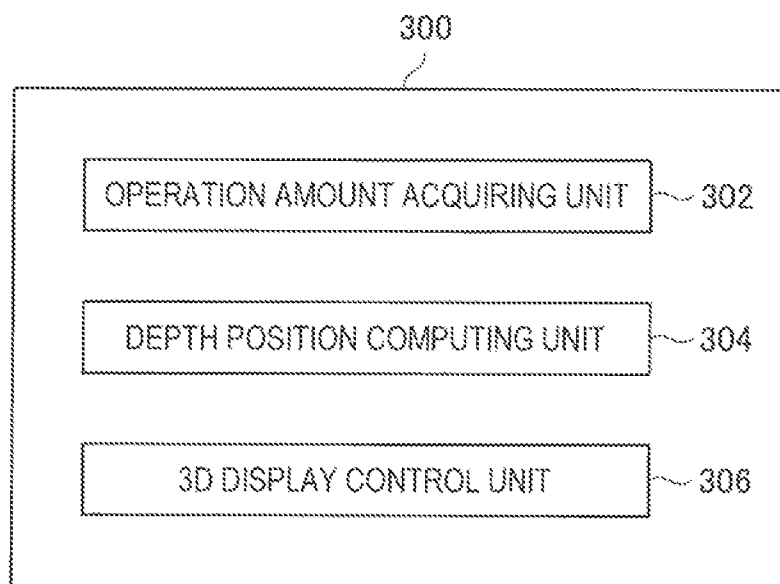 300
OPERATION AMOUNT ACQUIRING UNIT 302
DEPTH POSITION COMPUTING UNIT 304
3D DISPLAY CONTROL UNIT 306